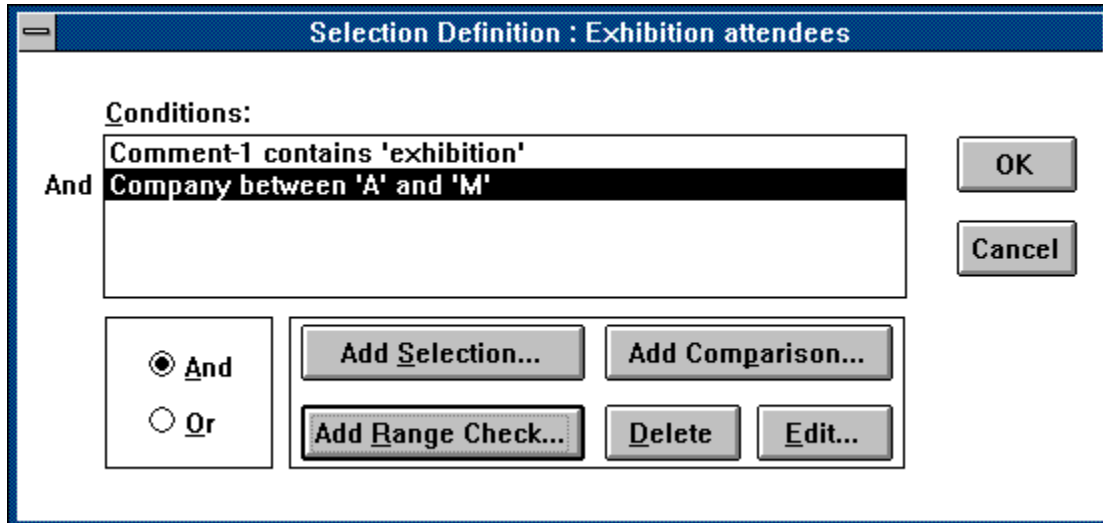 Selection Definition : Exhibition attendees
Conditions:
Comment-1 contains 'exhibition'
And Company between 'A' and 'M'
OK
Cancel
And
Or
Add Selection...
Add Comparison...
Add Range Check...
Delete
Edit...